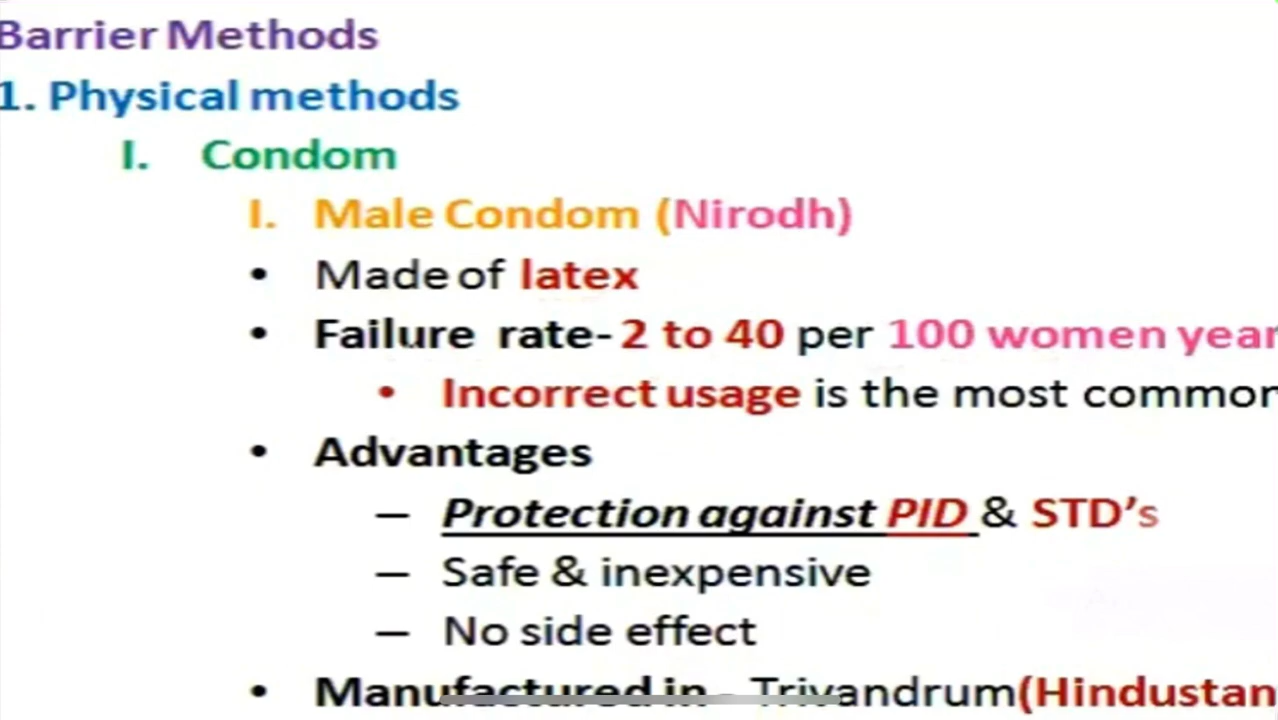 Barrier Methods
1. Physical methods
I. Condom
I. Male Condom (Nirodh)
• Made of latex
• Failure rate- 2 to 40 per 100 women year
• Incorrect usage is the most common
• Advantages
– Protection against PID & STD's
– Safe & inexpensive
– No side effect
• Manufactured in - Trivandrum(Hindustan